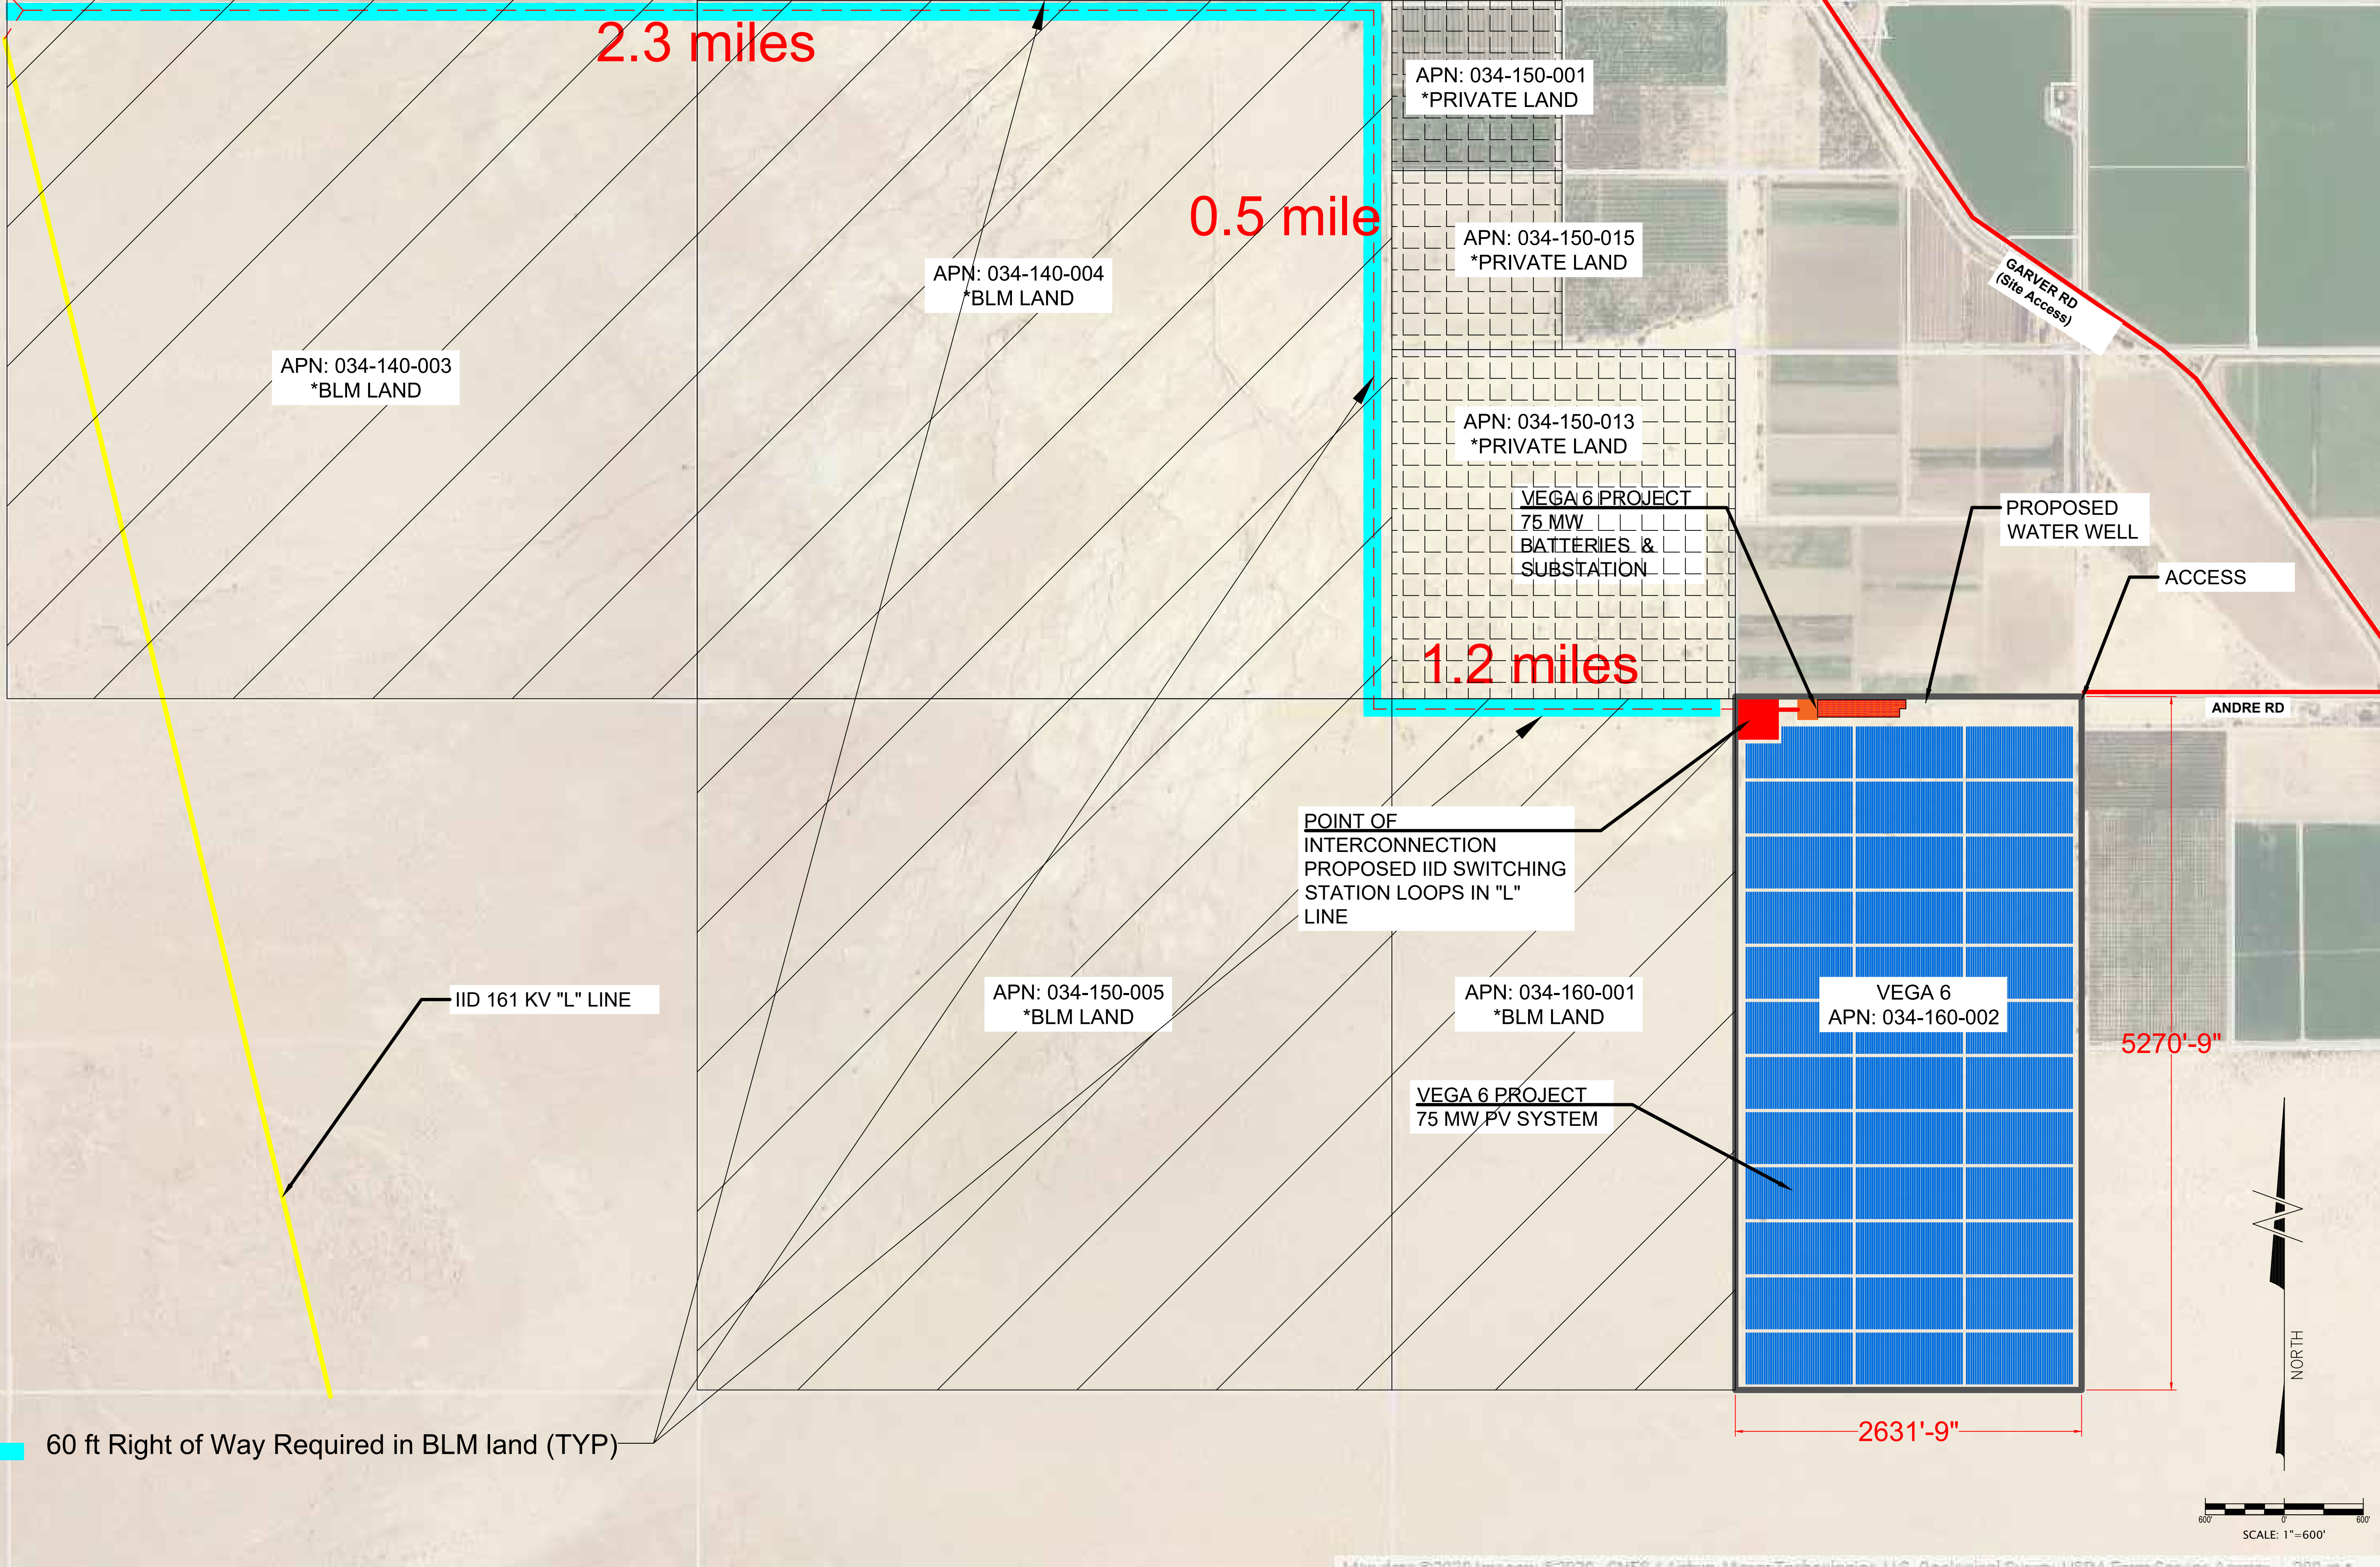 2.3 miles
APN: 034-150-001
*PRIVATE LAND
0.5 mile
APN: 034-150-015
*PRIVATE LAND
GARVER RD
(Site Access)
APN: 034-140-004
*BLM LAND
APN: 034-140-003
*BLM LAND
APN: 034-150-013
*PRIVATE LAND
VEGA 6 PROJECT
75 MW
BATTERIES &
SUBSTATION
PROPOSED
WATER WELL
ACCESS
1.2 miles
ANDRE RD
POINT OF
INTERCONNECTION
PROPOSED IID SWITCHING
STATION LOOPS IN "L"
LINE
IID 161 KV "L" LINE
APN: 034-150-005
*BLM LAND
APN: 034-160-001
*BLM LAND
VEGA 6
APN: 034-160-002
5270'-9"
VEGA 6 PROJECT
75 MW PV SYSTEM
NORTH
2631'-9"
60 ft Right of Way Required in BLM land (TYP)
600' 0' 600'
SCALE: 1"=600'